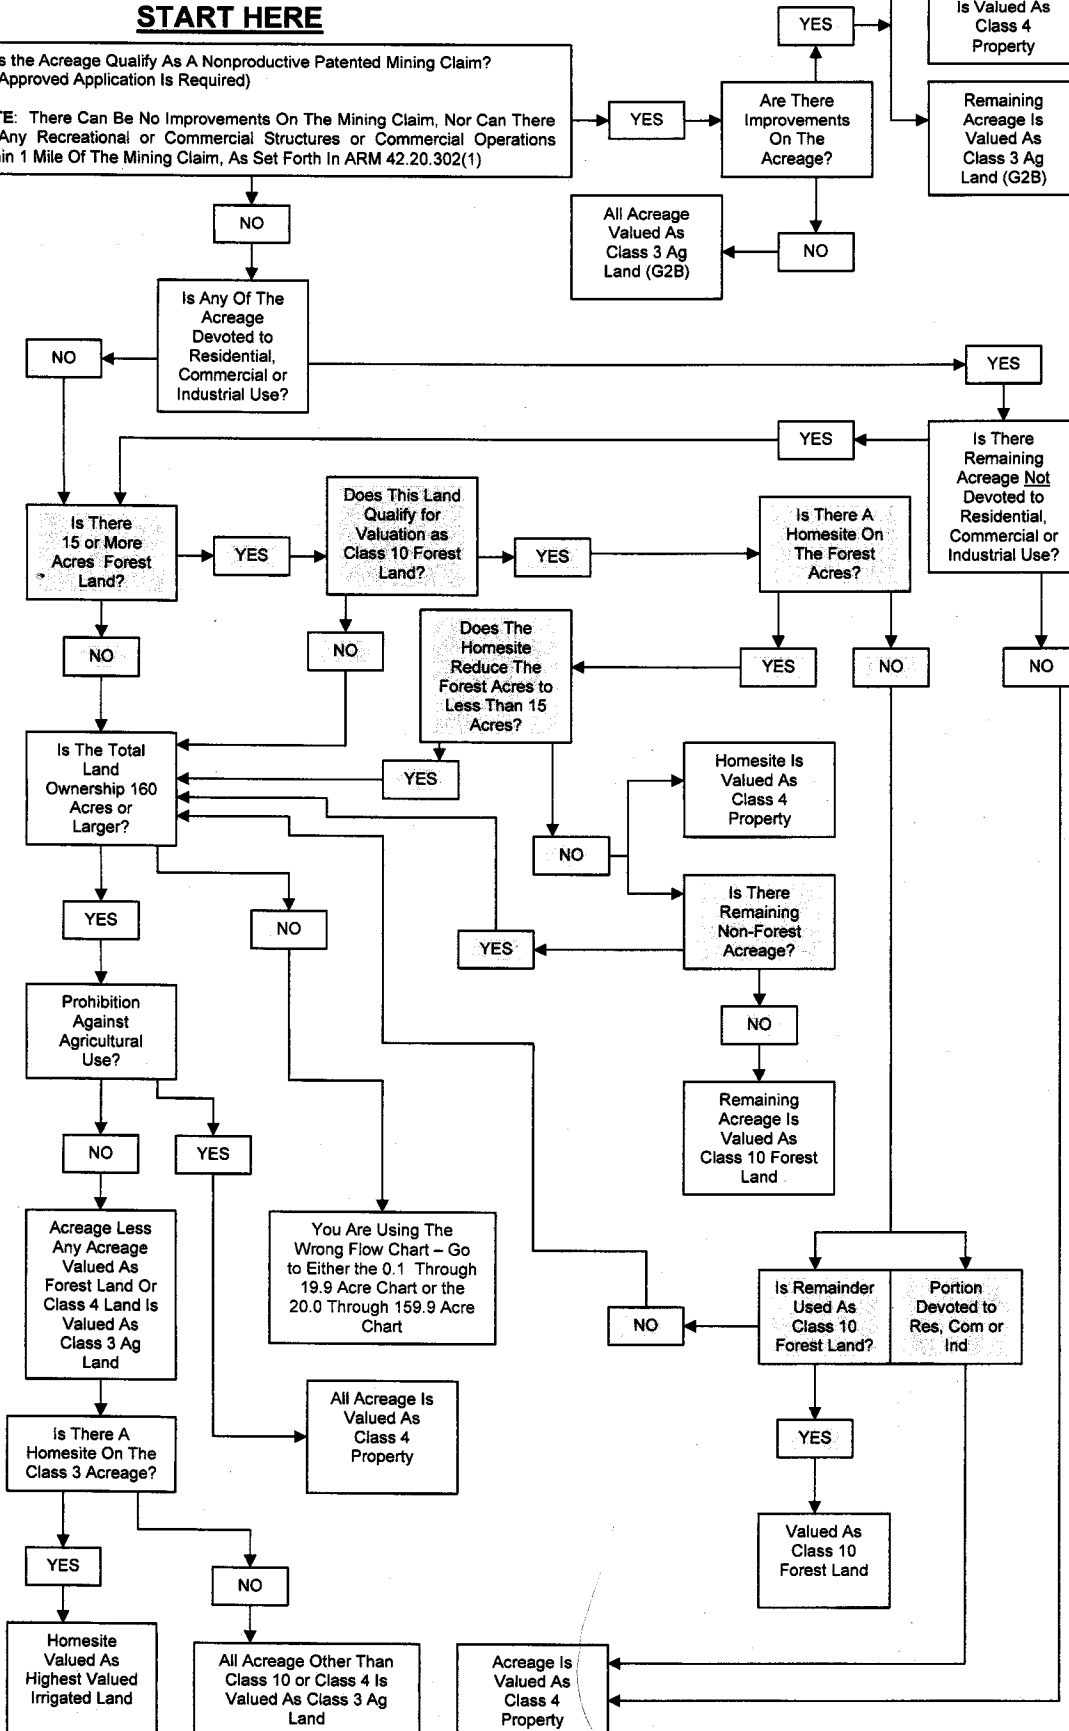 START HERE
s the Acreage Qualify As A Nonproductive Patented Mining Claim?
Approved Application Is Required)
TE: There Can Be No Improvements On The Mining Claim, Nor Can There
Any Recreational or Commercial Structures or Commercial Operations
in 1 Mile Of The Mining Claim, As Set Forth In ARM 42.20.302(1)
YES
Are There
Improvements
On The
Acreage?
YES
Is Valued As
Class 4
Property
Remaining
Acreage Is
Valued As
Class 3 Ag
Land (G2B)
NO
All Acreage
Valued As
Class 3 Ag
Land (G2B)
NO
Is Any Of The
Acreage
Devoted to
Residential,
Commercial or
Industrial Use?
NO
YES
YES
Is There
Remaining
Acreage Not
Devoted to
Residential,
Commercial or
Industrial Use?
Is There
15 or More
Acres Forest
Land?
YES
Does This Land
Qualify for
Valuation as
Class 10 Forest
Land?
YES
Is There A
Homesite On
The Forest
Acres?
NO
NO
Does The
Homesite
Reduce The
Forest Acres to
Less Than 15
Acres?
YES
NO
NO
Is The Total
Land
Ownership 160
Acres or
Larger?
YES
Homesite Is
Valued As
Class 4
Property
NO
Is There
Remaining
Non-Forest
Acreage?
YES
NO
YES
NO
Prohibition
Against
Agricultural
Use?
Remaining
Acreage Is
Valued As
Class 10 Forest
Land
NO
YES
Acreage Less
Any Acreage
Valued As
Forest Land Or
Class 4 Land Is
Valued As
Class 3 Ag
Land
You Are Using The
Wrong Flow Chart – Go
to Either the 0.1 Through
19.9 Acre Chart or the
20.0 Through 159.9 Acre
Chart
NO
Is Remainder
Used As
Class 10
Forest Land?
Portion
Devoted to
Res, Com or
Ind
All Acreage Is
Valued As
Class 4
Property
YES
Is There A
Homesite On The
Class 3 Acreage?
Valued As
Class 10
Forest Land
YES
NO
Homesite
Valued As
Highest Valued
Irrigated Land
All Acreage Other Than
Class 10 or Class 4 Is
Valued As Class 3 Ag
Land
Acreage Is
Valued As
Class 4
Property